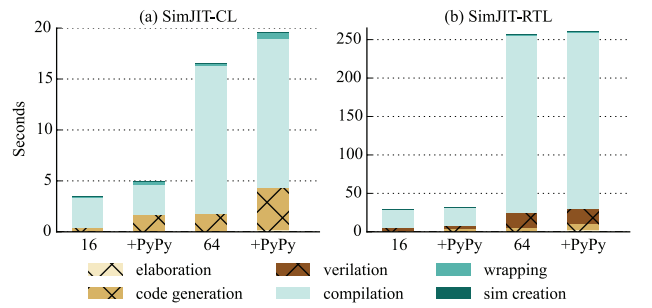 (a) SimJIT-CL
(b) SimJIT-RTL
20
15
10
5
0
Seconds
16
+PyPy
64
+PyPy
250
200
150
100
50
0
16
+PyPy
64
+PyPy
elaboration
verilation
wrapping
code generation
compilation
sim creation